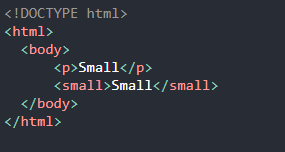 <!DOCTYPE html>
<html>
  <body>
      <p>Small</p>
      <small>Small</small>
  </body>
</html>